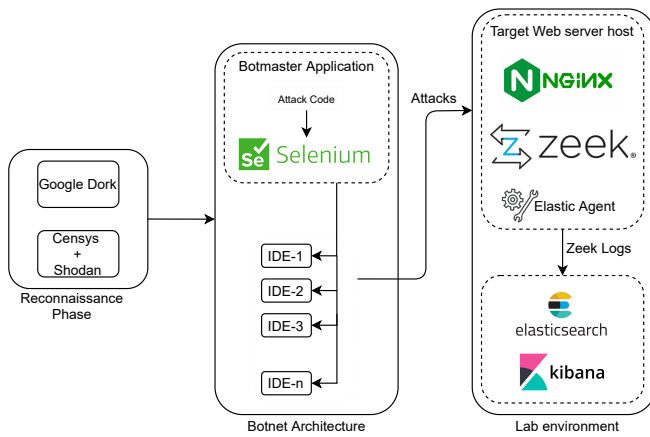 Google Dork
Censys
+
Shodan
Reconnaissance
Phase
Botmaster Application
Attack Code
Se Selenium
IDE-1
IDE-2
IDE-3
IDE-n
Botnet Architecture
Attacks
Target Web server host
N NGiNX
Z zeek®
Elastic Agent
Zeek Logs
elasticsearch
kibana
Lab environment